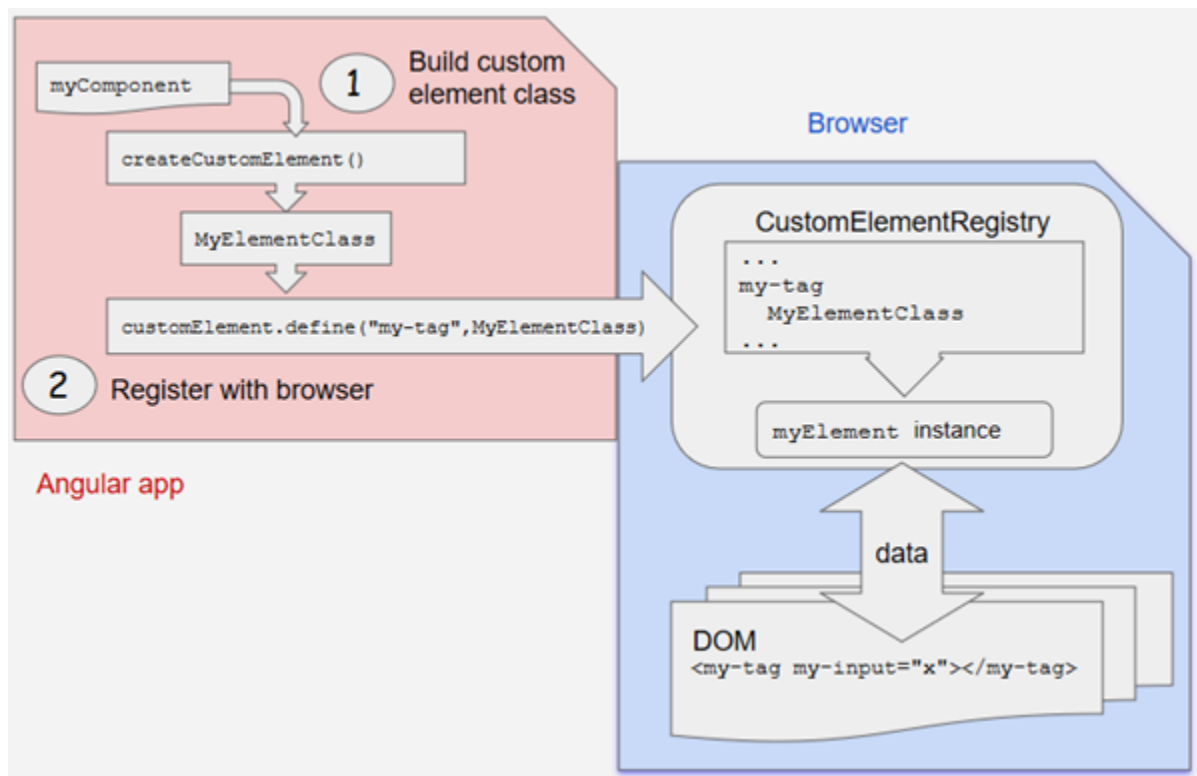 myComponent
1
Build custom
element class
createCustomElement()
MyElementClass
customElement.define("my-tag",MyElementClass)
2
Register with browser
Angular app
Browser
CustomElementRegistry
...
my-tag
MyElementClass
...
myElement instance
data
DOM
<my-tag my-input="x"></my-tag>